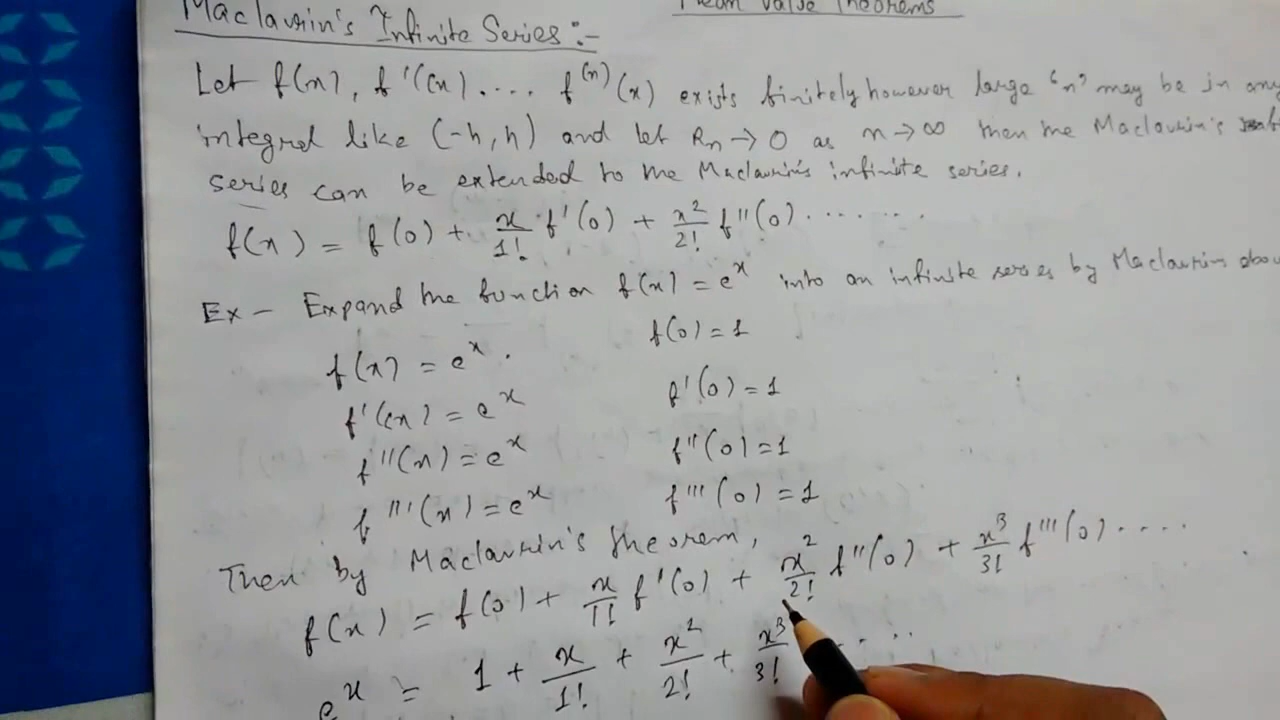 Mean Value Theorems
Maclaurin's Infinite Series :-
Let f(x), f'(x) .... f^(n)(x) exists finitely however large 'n' may be in any
integral like (-h, h) and let Rn → 0 as n → ∞ then the Maclaurin's
series can be extended to the Maclaurin's infinite series.
f(x) = f(0) + x/1! f'(0) + x²/2! f''(0) .......
Ex - Expand the function f(x) = e^x into an infinite series by Maclaurin
f(x) = e^x . f(0) = 1
f'(x) = e^x f'(0) = 1
f''(x) = e^x f''(0) = 1
f'''(x) = e^x f'''(0) = 1
Then by Maclaurin's theorem,
f(x) = f(0) + x/1! f'(0) + x²/2! f''(0) + x³/3! f'''(0) .....
e^x = 1 + x/1! + x²/2! + x³/3! ....